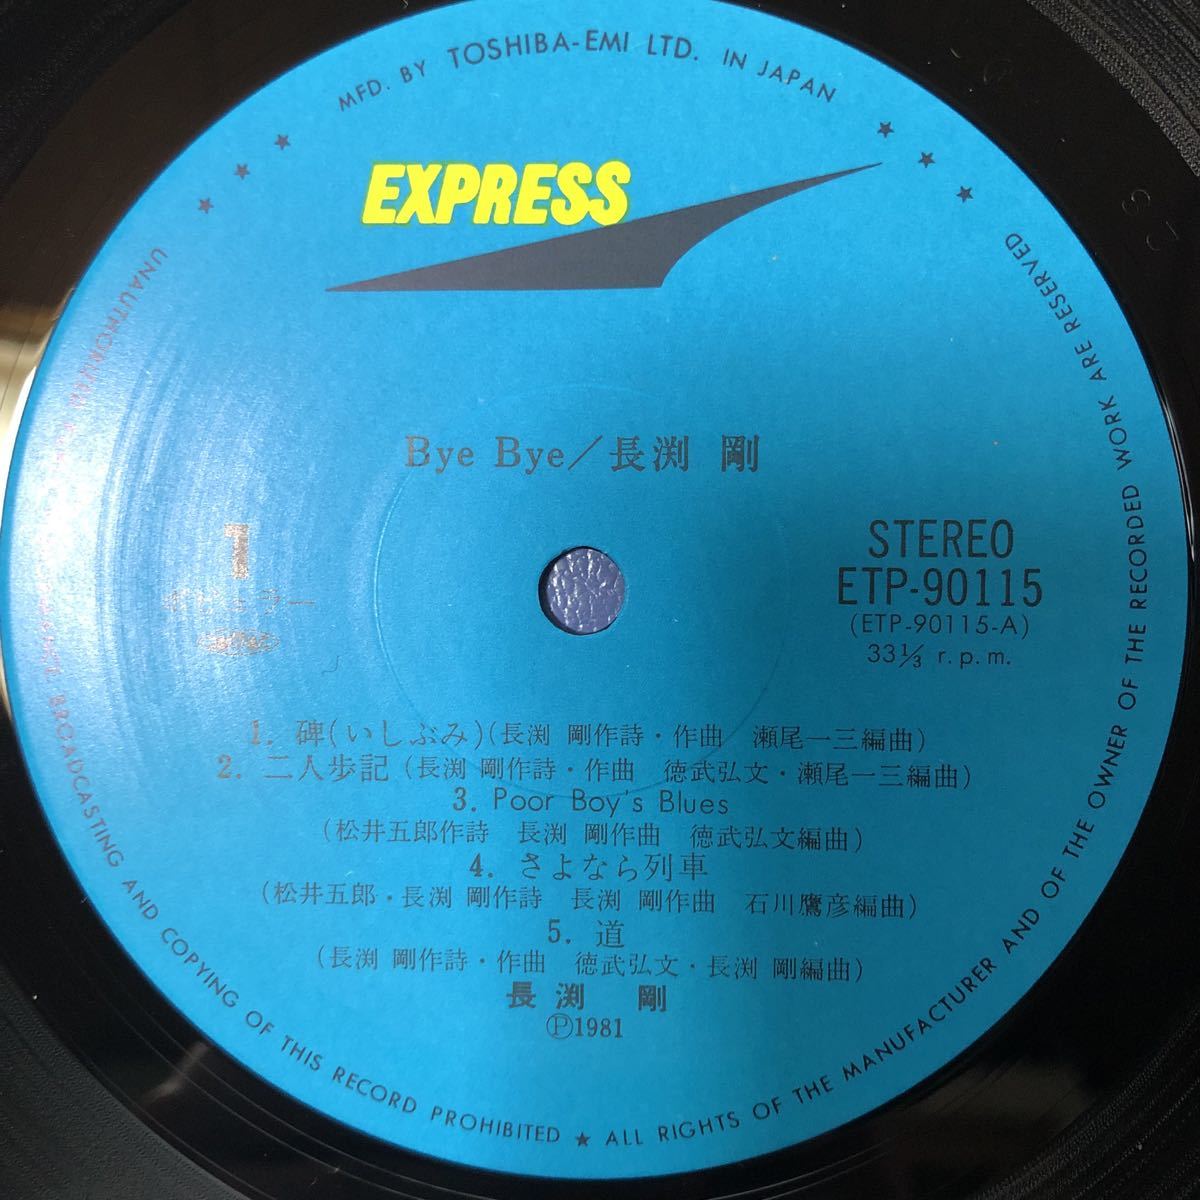 MFD. BY TOSHIBA-EMI LTD. IN JAPAN
EXPRESS
Bye Bye／長渕 剛
1
ポピュラー
STEREO
ETP-90115
(ETP-90115-A)
33⅓ r.p.m.
1. 碑(いしぶみ)(長渕 剛作詩・作曲 瀬尾一三編曲)
2. 二人歩記(長渕 剛作詩・作曲 徳武弘文・瀬尾一三編曲)
3. Poor Boy's Blues
(松井五郎作詩 長渕 剛作曲 徳武弘文編曲)
4. さよなら列車
(松井五郎・長渕 剛作詩 長渕 剛作曲 石川鷹彦編曲)
5. 道
(長渕 剛作詩・作曲 徳武弘文・長渕 剛編曲)
長渕 剛
Ⓟ1981
UNAUTHORIZED BROADCASTING AND COPYING OF THIS RECORD PROHIBITED ★ ALL RIGHTS OF THE MANUFACTURER AND OF THE OWNER OF THE RECORDED WORK ARE RESERVED